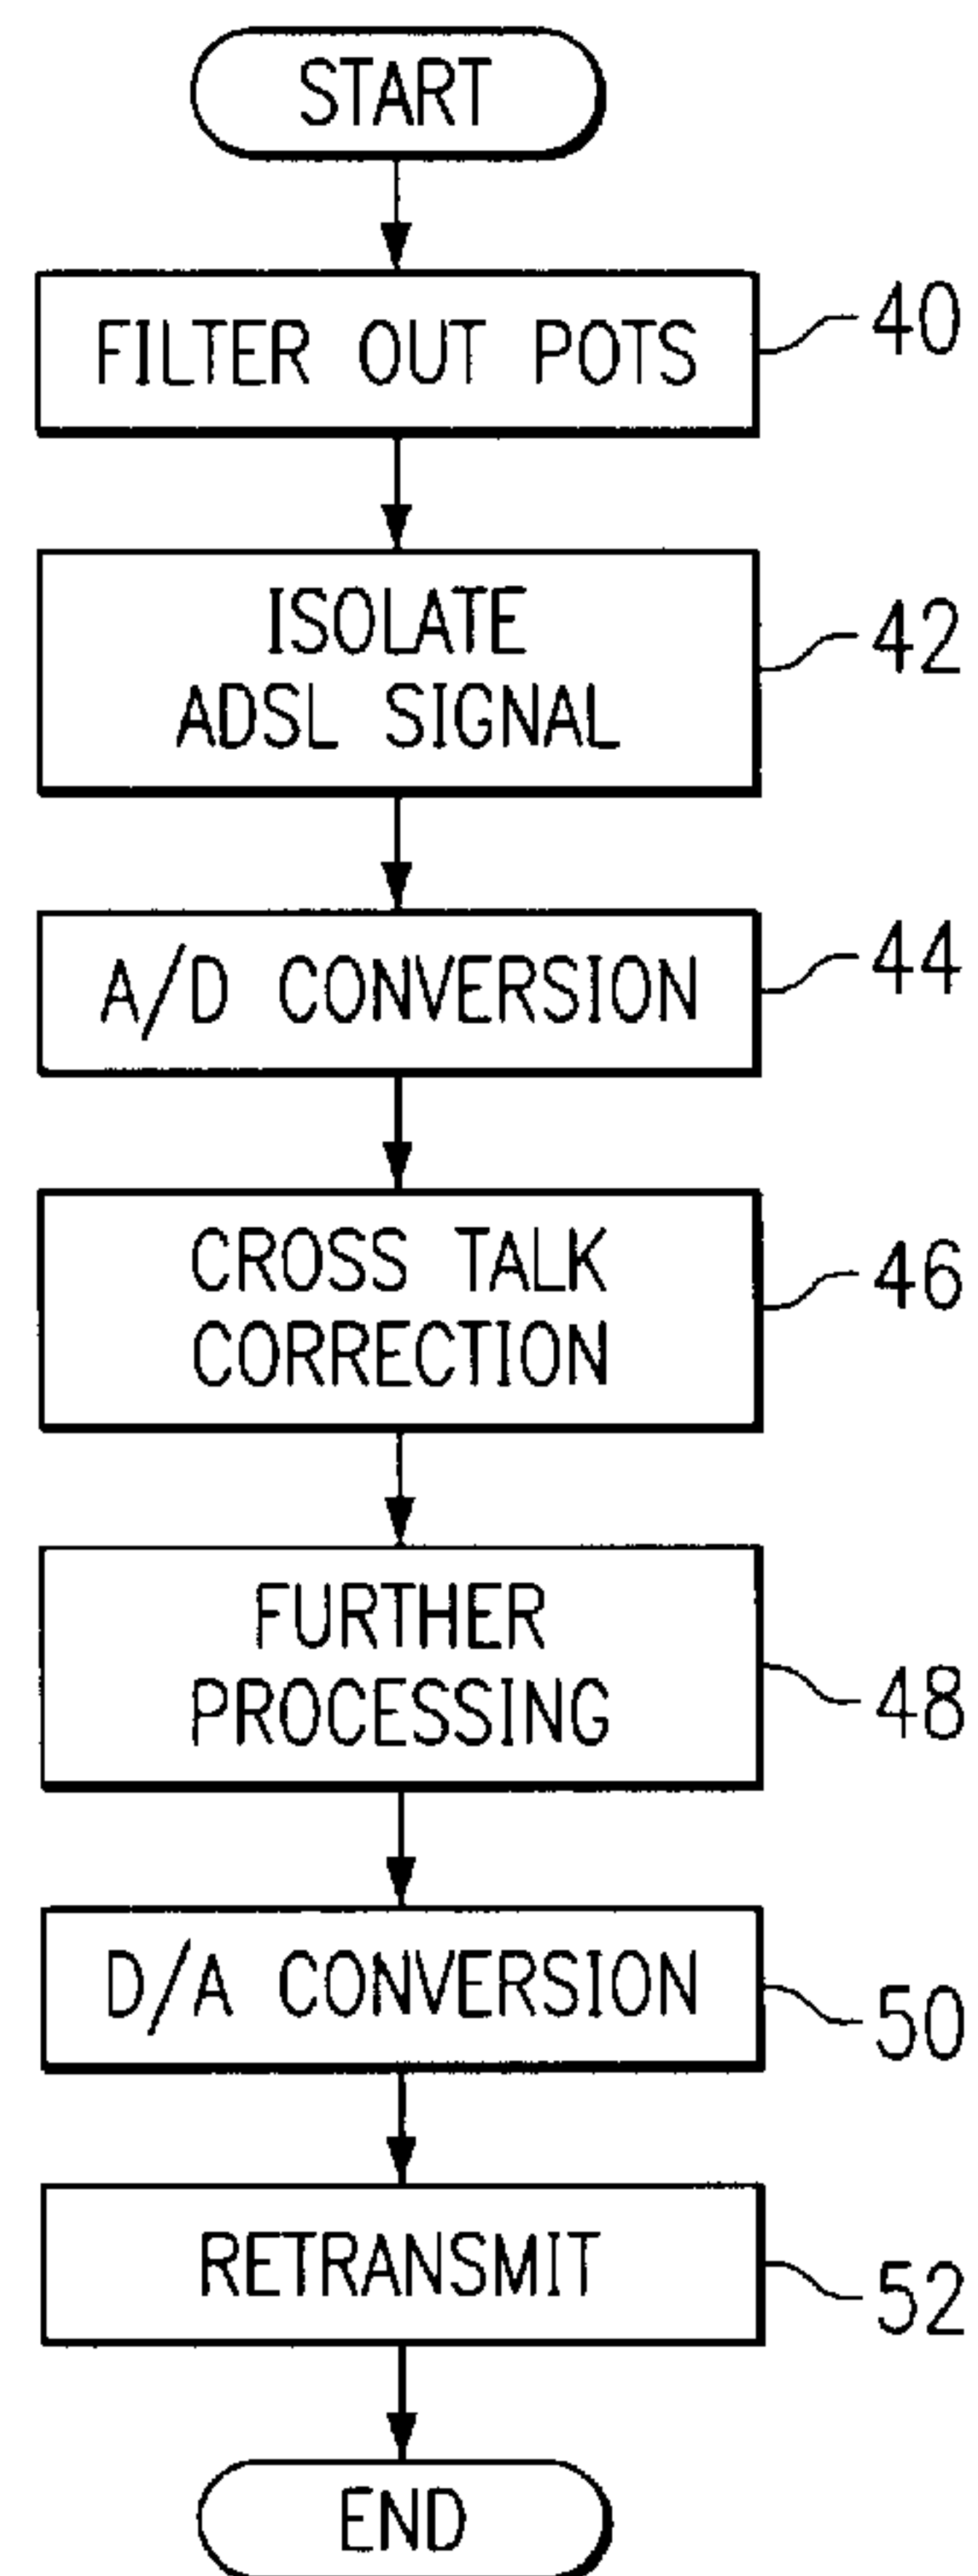 START
FILTER OUT POTS
40
ISOLATE
ADSL SIGNAL
42
A/D CONVERSION
44
CROSS TALK
CORRECTION
46
FURTHER
PROCESSING
48
D/A CONVERSION
50
RETRANSMIT
52
END